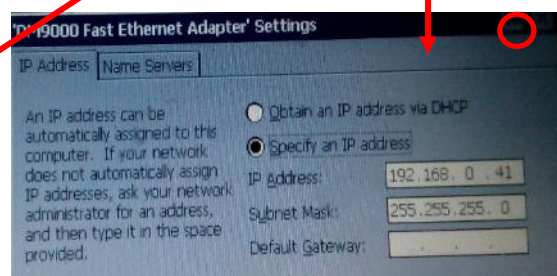 'DM9000 Fast Ethernet Adapter' Settings
IP Address Name Servers
An IP address can be
automatically assigned to this
computer. If your network
does not automatically assign
IP addresses, ask your network
administrator for an address,
and then type it in the space
provided.
Obtain an IP address via DHCP
Specify an IP address
IP Address: 192.168. 0 .41
Subnet Mask: 255.255.255. 0
Default Gateway: . . .